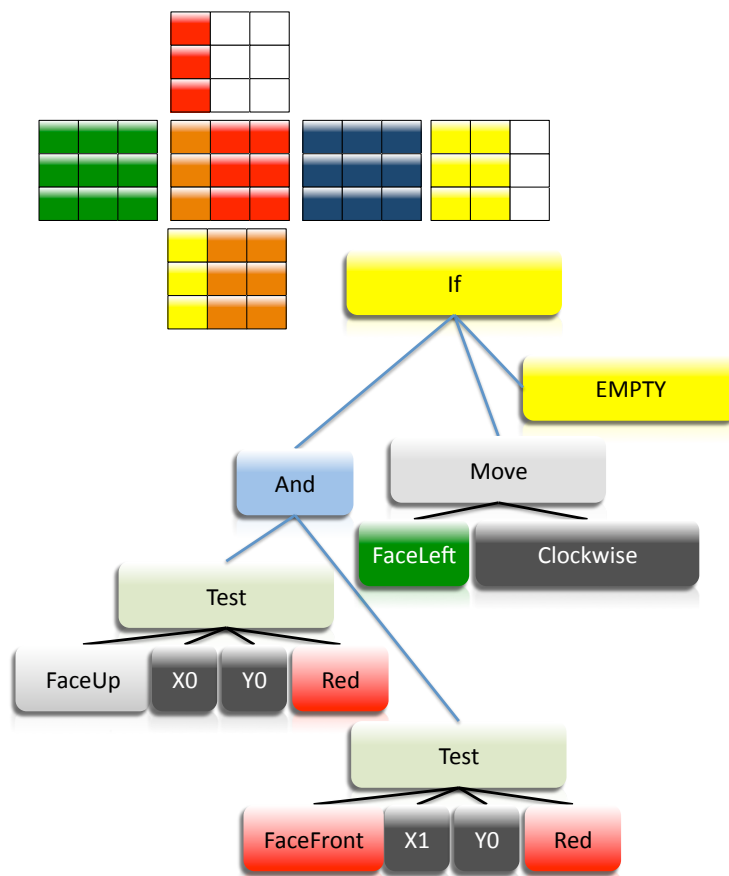 If
EMPTY
And
Move
FaceLeft
Clockwise
Test
FaceUp
X0
Y0
Red
Test
FaceFront
X1
Y0
Red